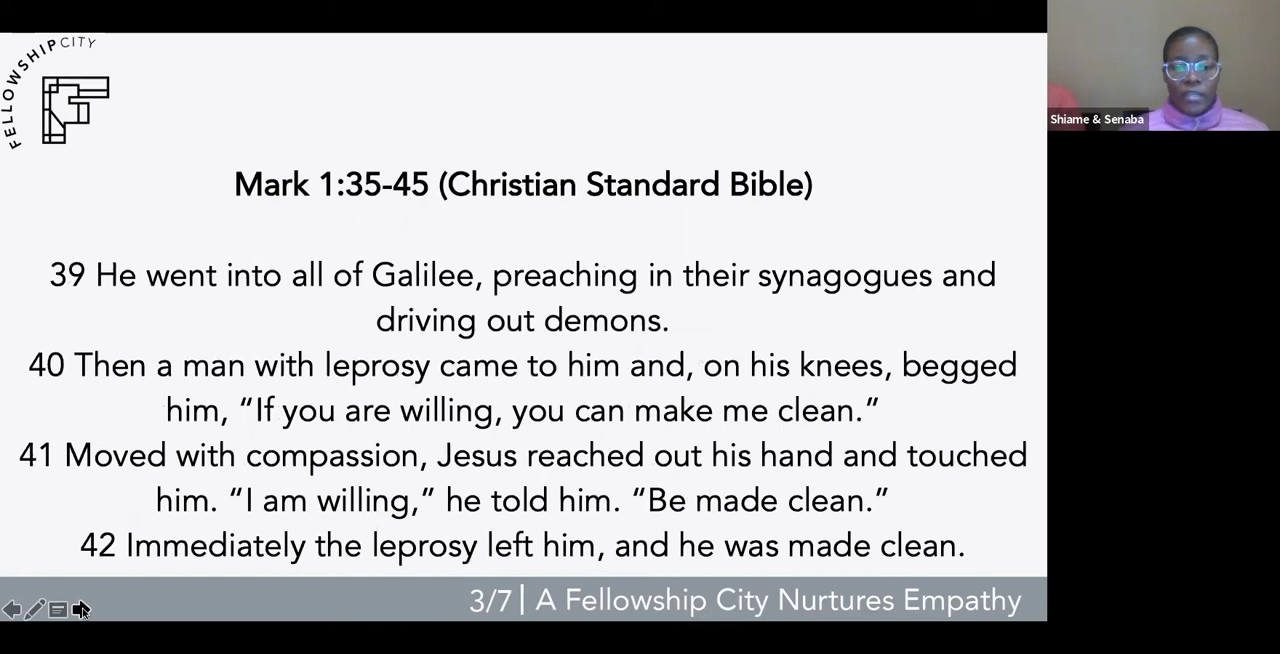 FELLOWSHIP CITY
Mark 1:35-45 (Christian Standard Bible)
39 He went into all of Galilee, preaching in their synagogues and
driving out demons.
40 Then a man with leprosy came to him and, on his knees, begged
him, “If you are willing, you can make me clean.”
41 Moved with compassion, Jesus reached out his hand and touched
him. “I am willing,” he told him. “Be made clean.”
42 Immediately the leprosy left him, and he was made clean.
3/7 | A Fellowship City Nurtures Empathy
Shiame & Senaba